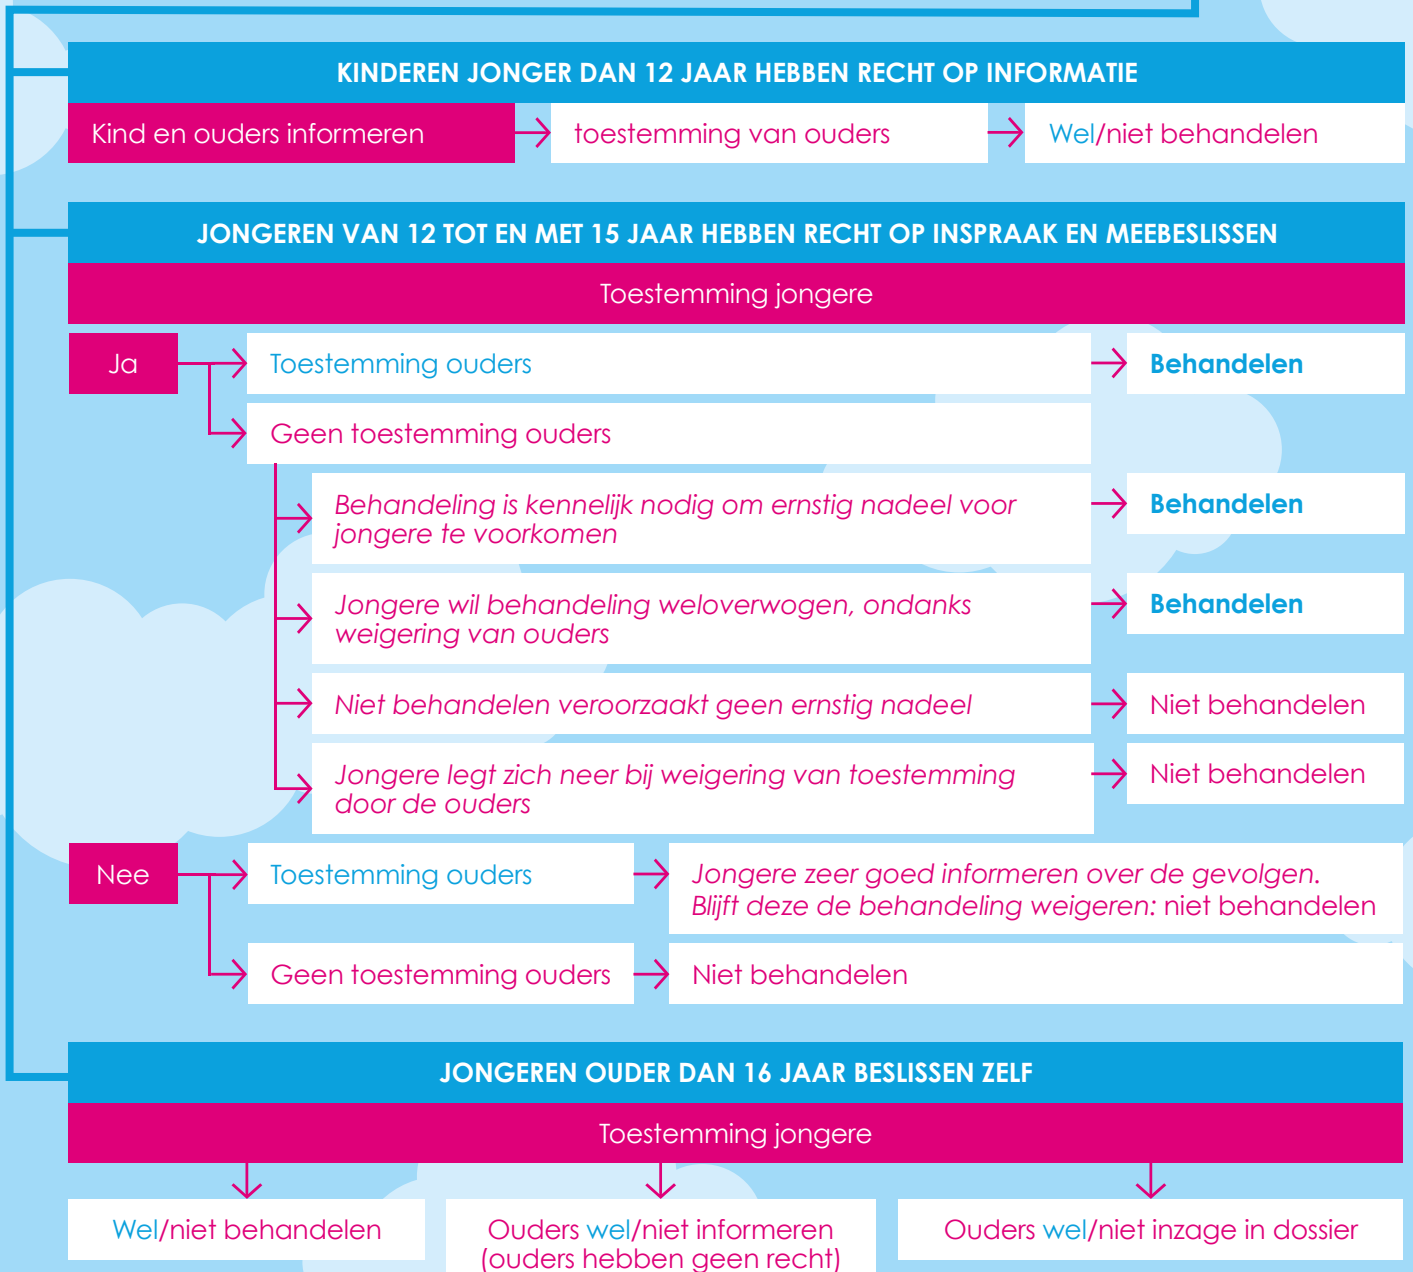 KINDEREN JONGER DAN 12 JAAR HEBBEN RECHT OP INFORMATIE
Kind en ouders informeren
toestemming van ouders
Wel/niet behandelen
JONGEREN VAN 12 TOT EN MET 15 JAAR HEBBEN RECHT OP INSPRAAK EN MEEBESLISSEN
Toestemming jongere
Ja
Toestemming ouders
Behandelen
Geen toestemming ouders
Behandeling is kennelijk nodig om ernstig nadeel voor
jongere te voorkomen
Behandelen
Jongere wil behandeling weloverwogen, ondanks
weigering van ouders
Behandelen
Niet behandelen veroorzaakt geen ernstig nadeel
Niet behandelen
Jongere legt zich neer bij weigering van toestemming
door de ouders
Niet behandelen
Nee
Toestemming ouders
Jongere zeer goed informeren over de gevolgen.
Blijft deze de behandeling weigeren: niet behandelen
Geen toestemming ouders
Niet behandelen
JONGEREN OUDER DAN 16 JAAR BESLISSEN ZELF
Toestemming jongere
Wel/niet behandelen
Ouders wel/niet informeren
(ouders hebben geen recht)
Ouders wel/niet inzage in dossier